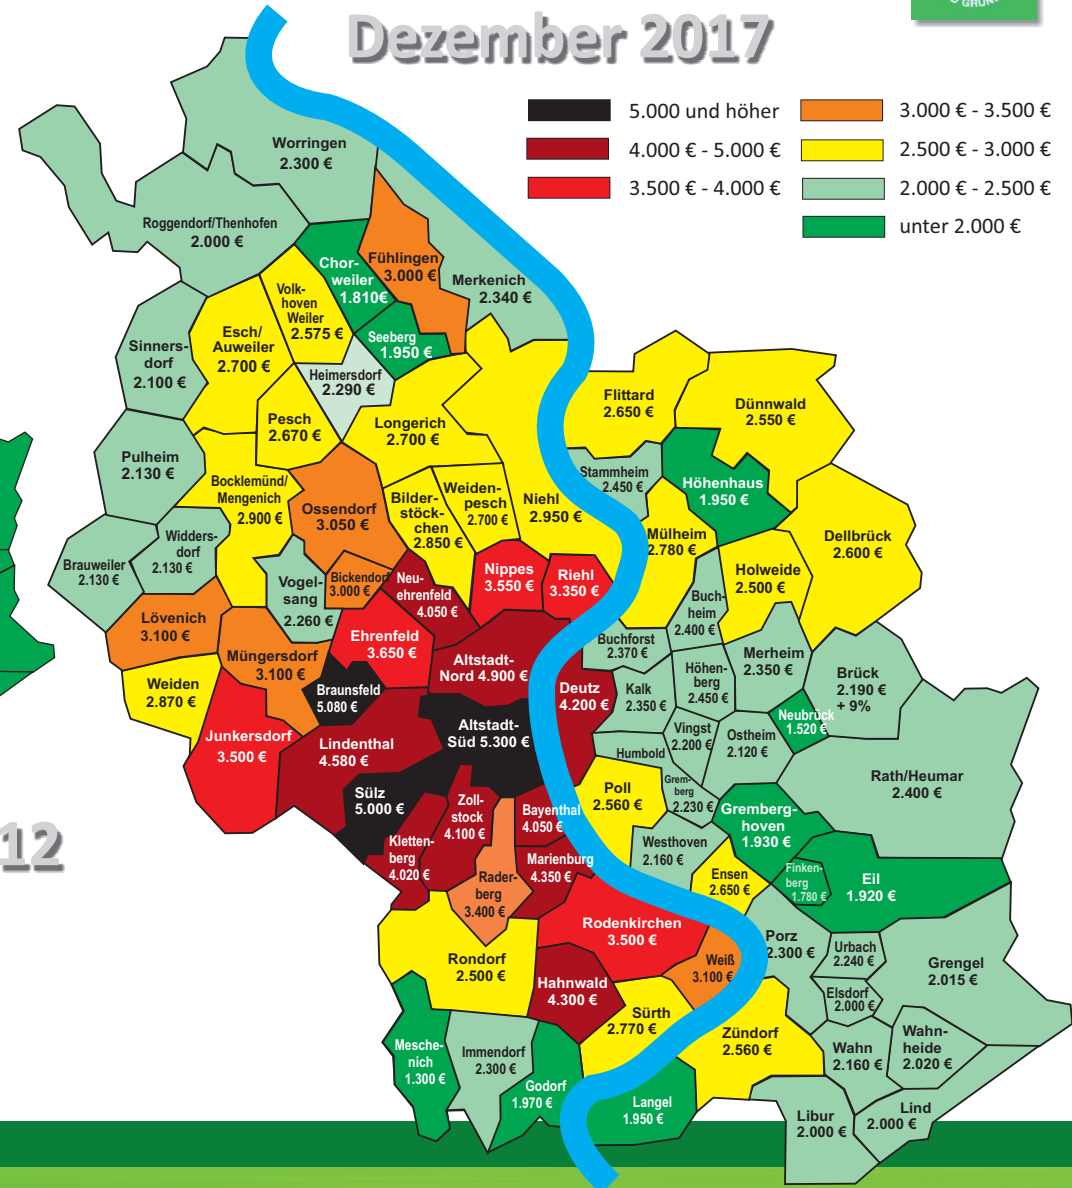 GRUN
Dezember 2017
5.000 und höher
4.000 € - 5.000 €
3.500 € - 4.000 €
3.000 € - 3.500 €
2.500 € - 3.000 €
2.000 € - 2.500 €
unter 2.000 €
Worringen
2.300 €
Roggendorf/Thenhofen
2.000 €
Chor-
weiler
1.810€
Fühlingen
3.000 €
Merkenich
2.340 €
Volk-
hoven
Weiler
2.575 €
Seeberg
1.950 €
Esch/
Auweiler
2.700 €
Sinners-
dorf
2.100 €
Heimersdorf
2.290 €
Pesch
2.670 €
Longerich
2.700 €
Flittard
2.650 €
Dünnwald
2.550 €
Pulheim
2.130 €
Bocklemünd/
Mengenich
2.900 €
Ossendorf
3.050 €
Bilder-
stöck-
chen
2.850 €
Weiden-
pesch
2.700 €
Niehl
2.950 €
Stammheim
2.450 €
Höhenhaus
1.950 €
Mülheim
2.780 €
Dellbrück
2.600 €
Widders-
dorf
2.130 €
Brauweiler
2.130 €
Vogel-
sang
2.260 €
Bickendorf
3.000 €
Neu-
ehrenfeld
4.050 €
Nippes
3.550 €
Riehl
3.350 €
Holweide
2.500 €
Buch-
heim
2.400 €
Lövenich
3.100 €
Müngersdorf
3.100 €
Ehrenfeld
3.650 €
Altstadt-
Nord 4.900 €
Buchforst
2.370 €
Merheim
2.350 €
Höhen-
berg
2.450 €
Brück
2.190 €
+ 9%
Weiden
2.870 €
Braunsfeld
5.080 €
Deutz
4.200 €
Kalk
2.350 €
Neubrück
1.520 €
Junkersdorf
3.500 €
Lindenthal
4.580 €
Altstadt-
Süd 5.300 €
Vingst
2.200 €
Ostheim
2.120 €
Humbold
Rath/Heumar
2.400 €
Sülz
5.000 €
Poll
2.560 €
Grem-
berg
2.230 €
Gremberg-
hoven
1.930 €
Zoll-
stock
4.100 €
Bayenthal
4.050 €
12
Kletten-
berg
4.020 €
Westhoven
2.160 €
Marienburg
4.350 €
Rader-
berg
3.400 €
Ensen
2.650 €
Finken-
berg
1.780 €
Eil
1.920 €
Rodenkirchen
3.500 €
Porz
2.300 €
Urbach
2.240 €
Grengel
2.015 €
Rondorf
2.500 €
Weiß
3.100 €
Hahnwald
4.300 €
Elsdorf
2.000 €
Sürth
2.770 €
Zündorf
2.560 €
Wahn-
heide
2.020 €
Wahn
2.160 €
Mesche-
nich
1.300 €
Immendorf
2.300 €
Godorf
1.970 €
Langel
1.950 €
Libur
2.000 €
Lind
2.000 €